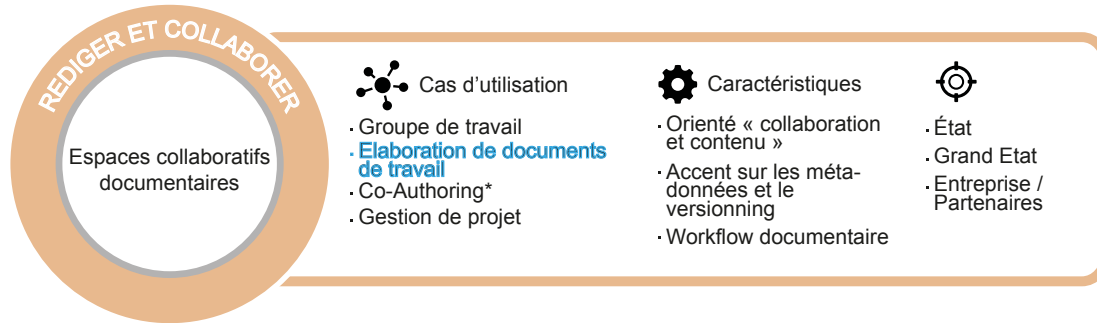 REDIGER ET COLLABORER
Espaces collaboratifs
documentaires
Cas d’utilisation
· Groupe de travail
· Elaboration de documents
de travail
· Co-Authoring*
· Gestion de projet
Caractéristiques
· Orienté « collaboration
et contenu »
· Accent sur les méta-
données et le
versionning
· Workflow documentaire
· État
· Grand Etat
· Entreprise /
Partenaires